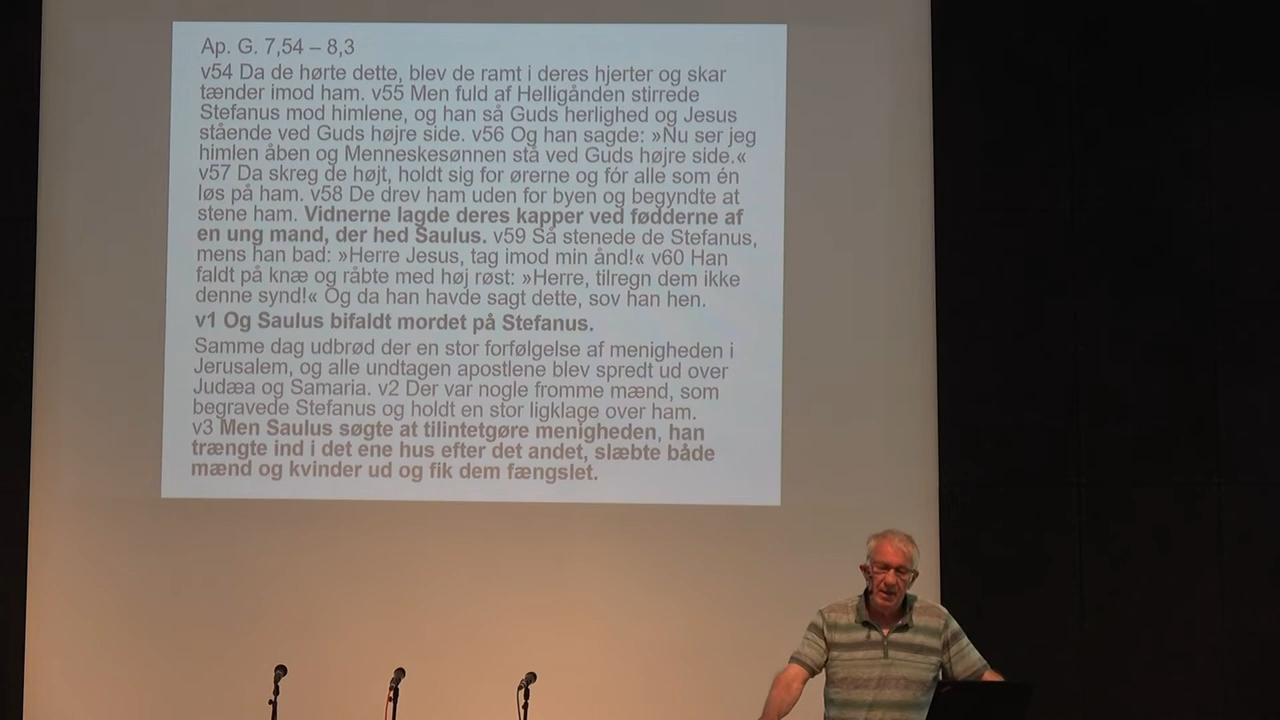 Ap. G. 7,54 – 8,3
v54 Da de hørte dette, blev de ramt i deres hjerter og skar
tænder imod ham. v55 Men fuld af Helligånden stirrede
Stefanus mod himlene, og han så Guds herlighed og Jesus
stående ved Guds højre side. v56 Og han sagde: »Nu ser jeg
himlen åben og Menneskesønnen stå ved Guds højre side.«
v57 Da skreg de højt, holdt sig for ørerne og fór alle som én
løs på ham. v58 De drev ham uden for byen og begyndte at
stene ham. Vidnerne lagde deres kapper ved fødderne af
en ung mand, der hed Saulus. v59 Så stenede de Stefanus,
mens han bad: »Herre Jesus, tag imod min ånd!« v60 Han
faldt på knæ og råbte med høj røst: »Herre, tilregn dem ikke
denne synd!« Og da han havde sagt dette, sov han hen.
v1 Og Saulus bifaldt mordet på Stefanus.
Samme dag udbrød der en stor forfølgelse af menigheden i
Jerusalem, og alle undtagen apostlene blev spredt ud over
Judæa og Samaria. v2 Der var nogle fromme mænd, som
begravede Stefanus og holdt en stor ligklage over ham.
v3 Men Saulus søgte at tilintetgøre menigheden, han
trængte ind i det ene hus efter det andet, slæbte både
mænd og kvinder ud og fik dem fængslet.